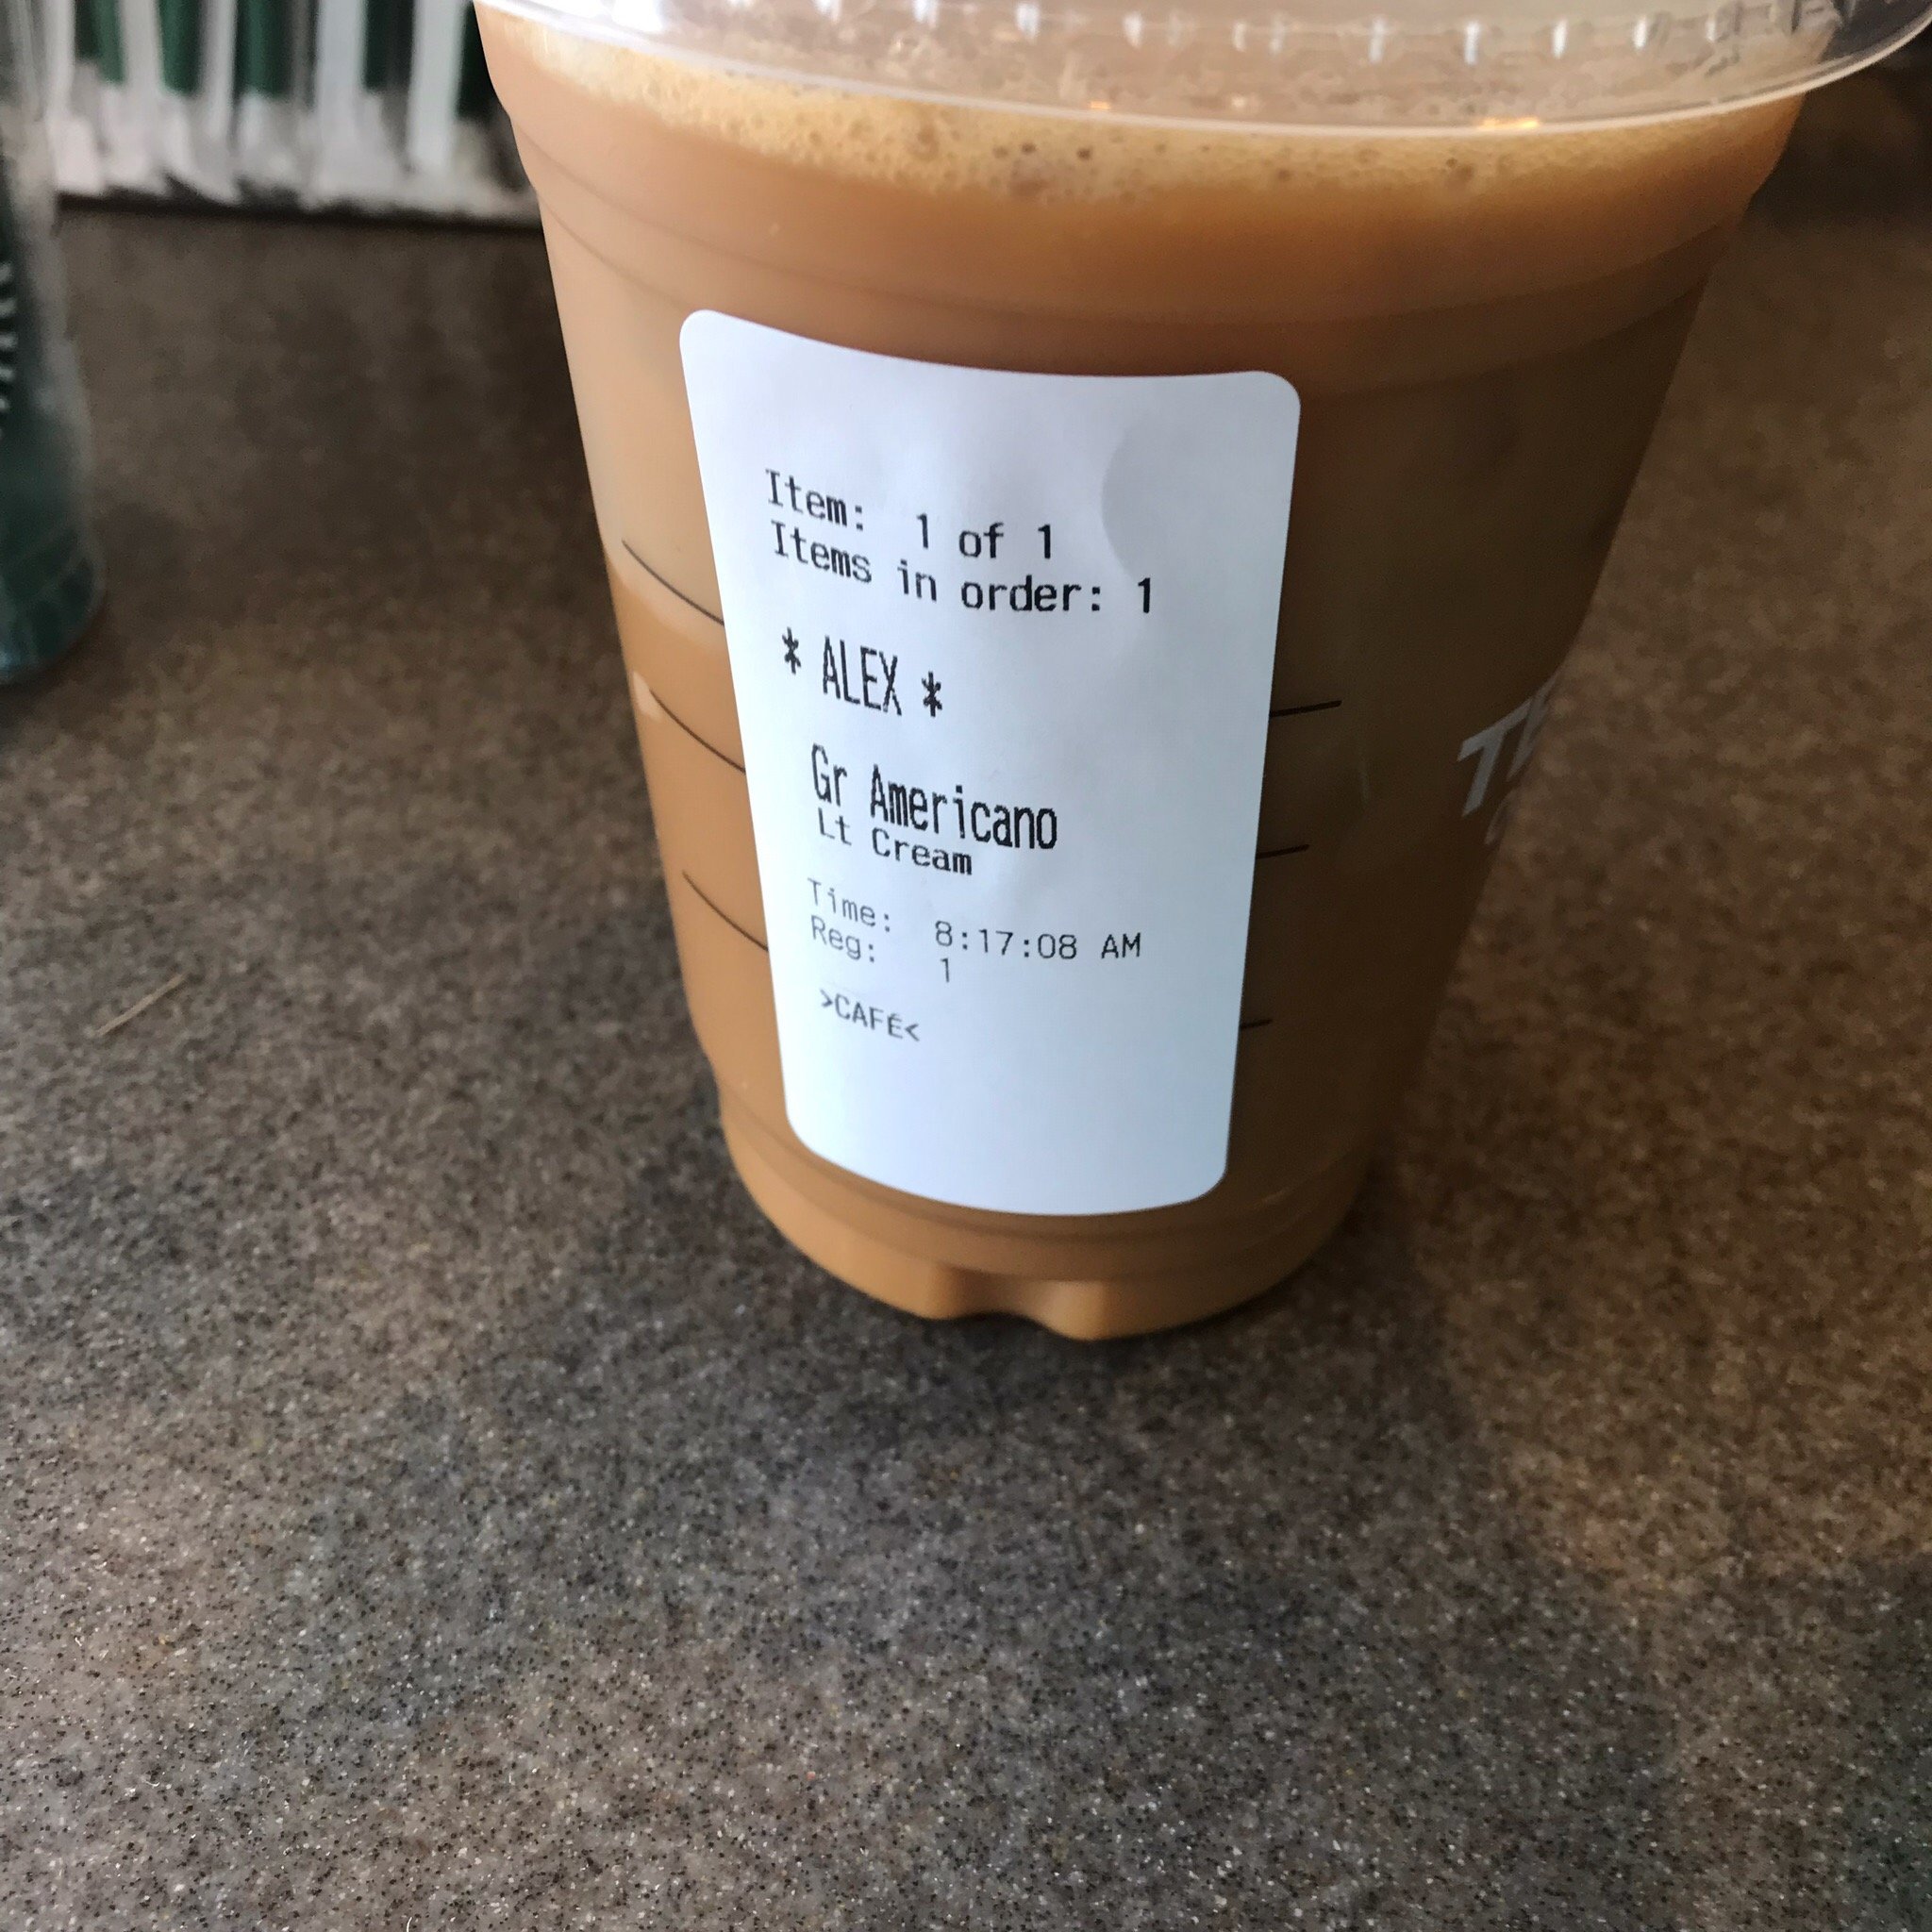 Item: 1 of 1
Items in order: 1
* ALEX *
Gr Americano
Lt Cream
Time: 8:17:08 AM
Reg: 1
>CAFÉ<